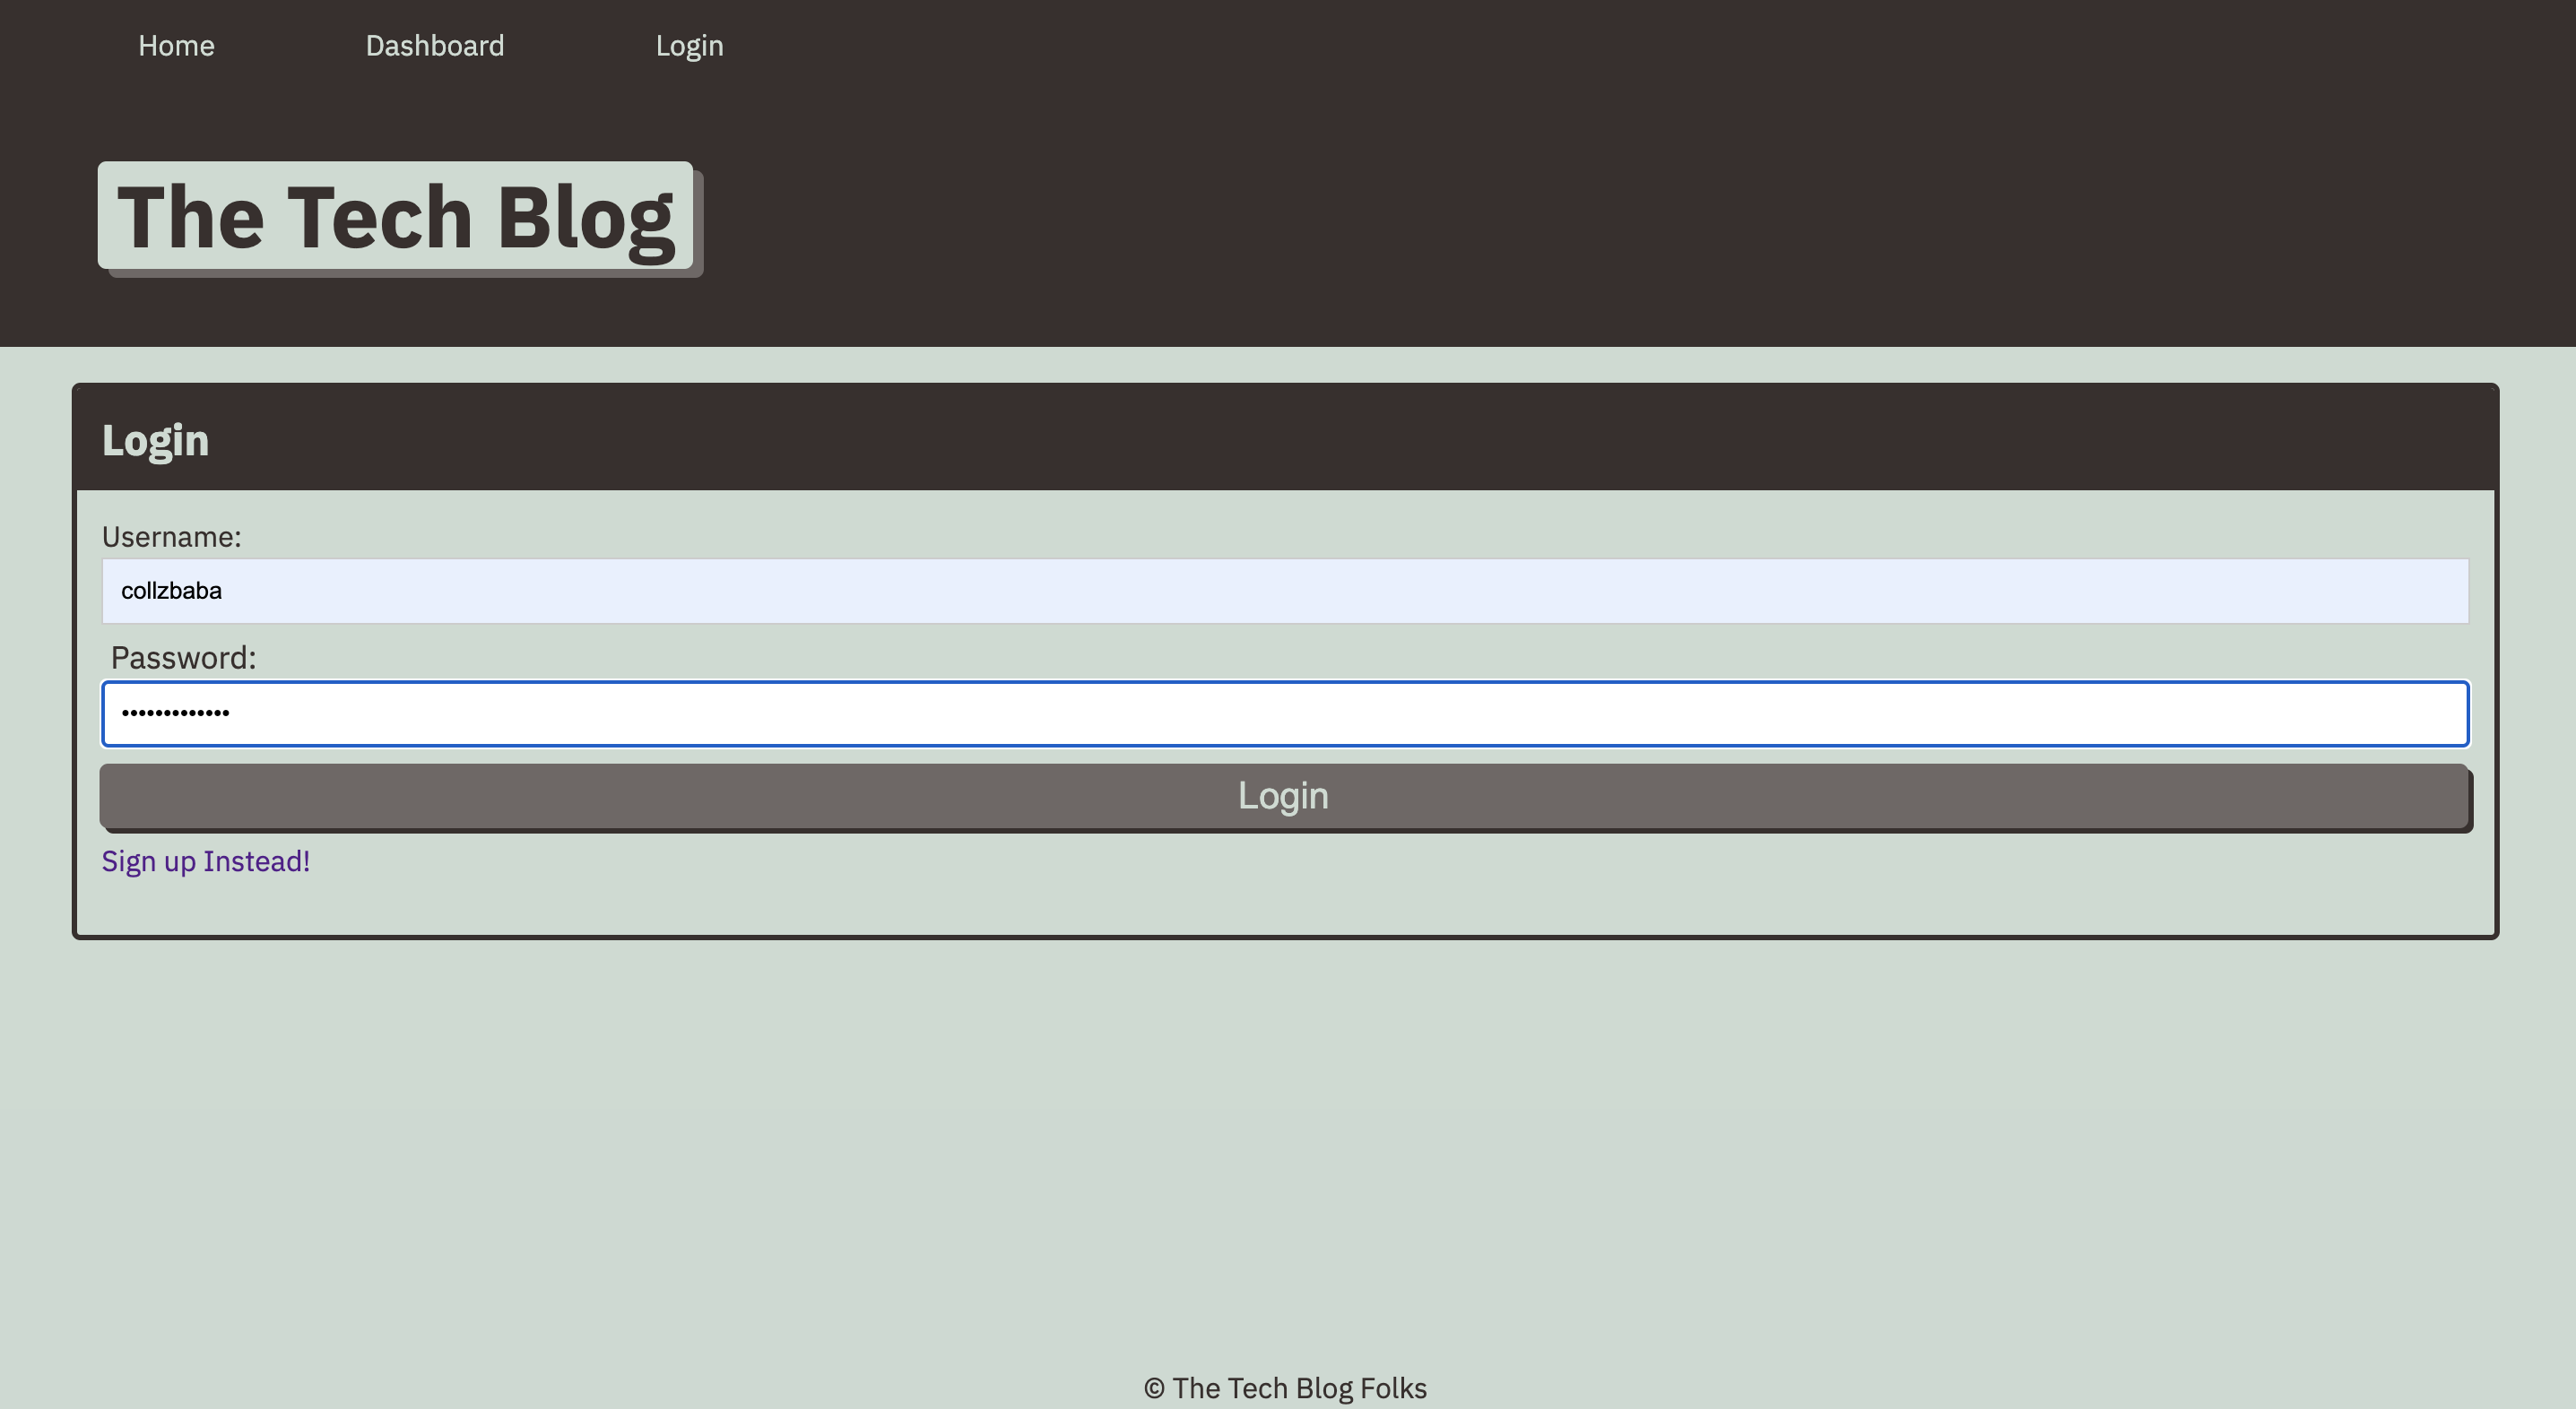 Home Dashboard Login
The Tech Blog
Login
Username:
collzbaba
Password:
•••••••••••••
Login
Sign up Instead!
© The Tech Blog Folks